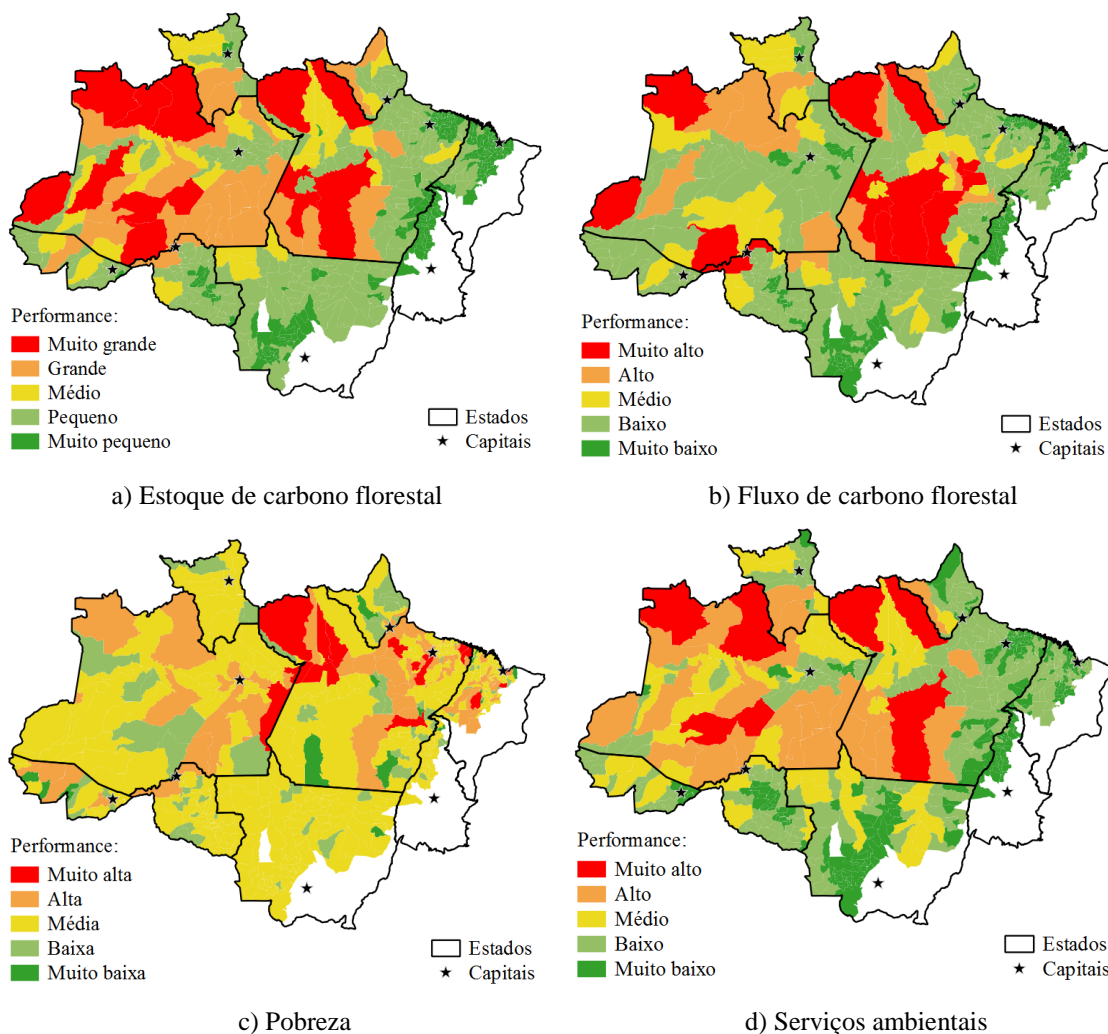 Performance:
Muito grande
Grande
Médio
Pequeno
Muito pequeno
Estados
Capitais
a) Estoque de carbono florestal
Performance:
Muito alto
Alto
Médio
Baixo
Muito baixo
Estados
Capitais
b) Fluxo de carbono florestal
Performance:
Muito alta
Alta
Média
Baixa
Muito baixa
Estados
Capitais
c) Pobreza
Performance:
Muito alto
Alto
Médio
Baixo
Muito baixo
Estados
Capitais
d) Serviços ambientais